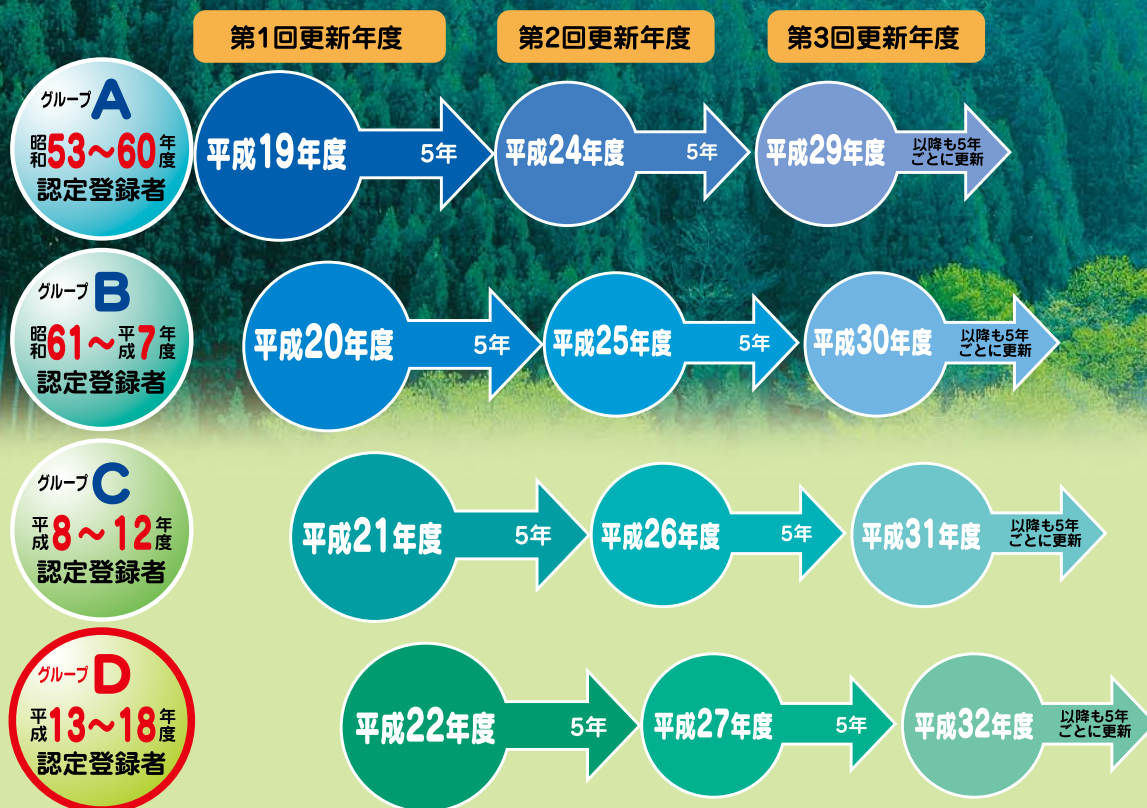 第1回更新年度
第2回更新年度
第3回更新年度
グループA
昭和53〜60年度
認定登録者
平成19年度
5年
平成24年度
5年
平成29年度
以降も5年
ごとに更新
グループB
昭和61〜平成7年度
認定登録者
平成20年度
5年
平成25年度
5年
平成30年度
以降も5年
ごとに更新
グループC
平成8〜12年度
認定登録者
平成21年度
5年
平成26年度
5年
平成31年度
以降も5年
ごとに更新
グループD
平成13〜18年度
認定登録者
平成22年度
5年
平成27年度
5年
平成32年度
以降も5年
ごとに更新